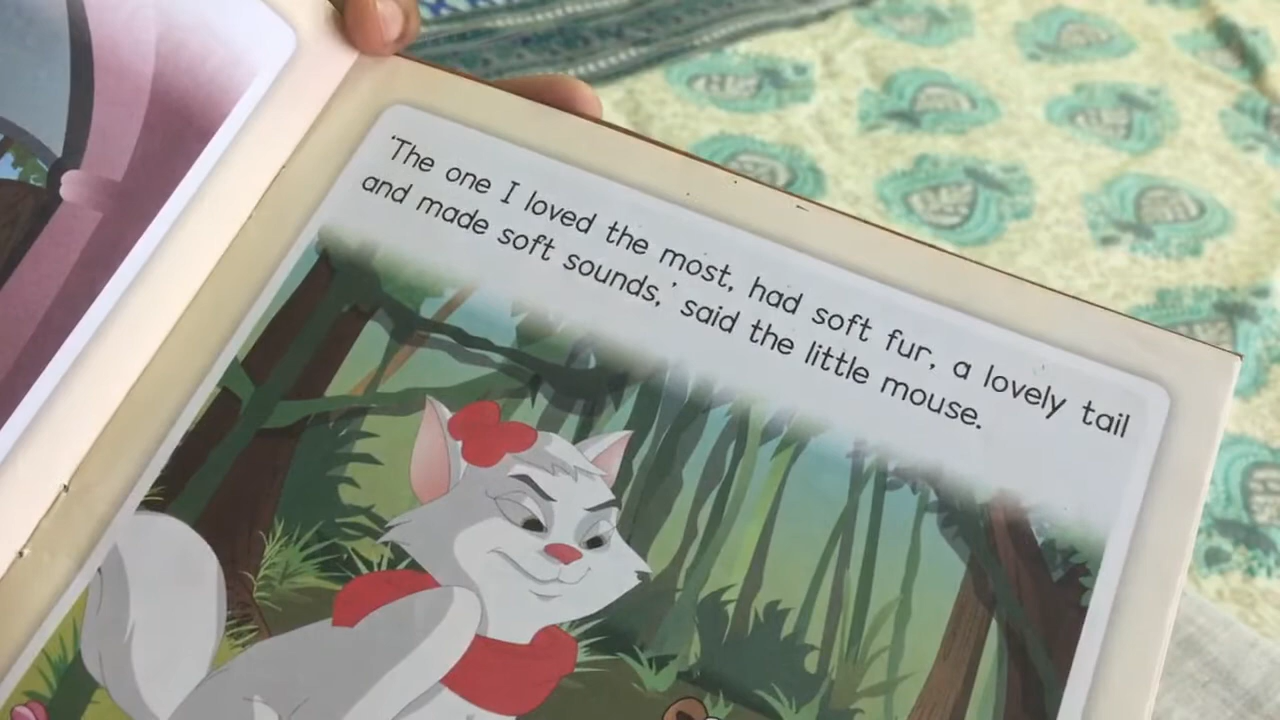 ‘The one I loved the most, had soft fur, a lovely tail
and made soft sounds,’ said the little mouse.